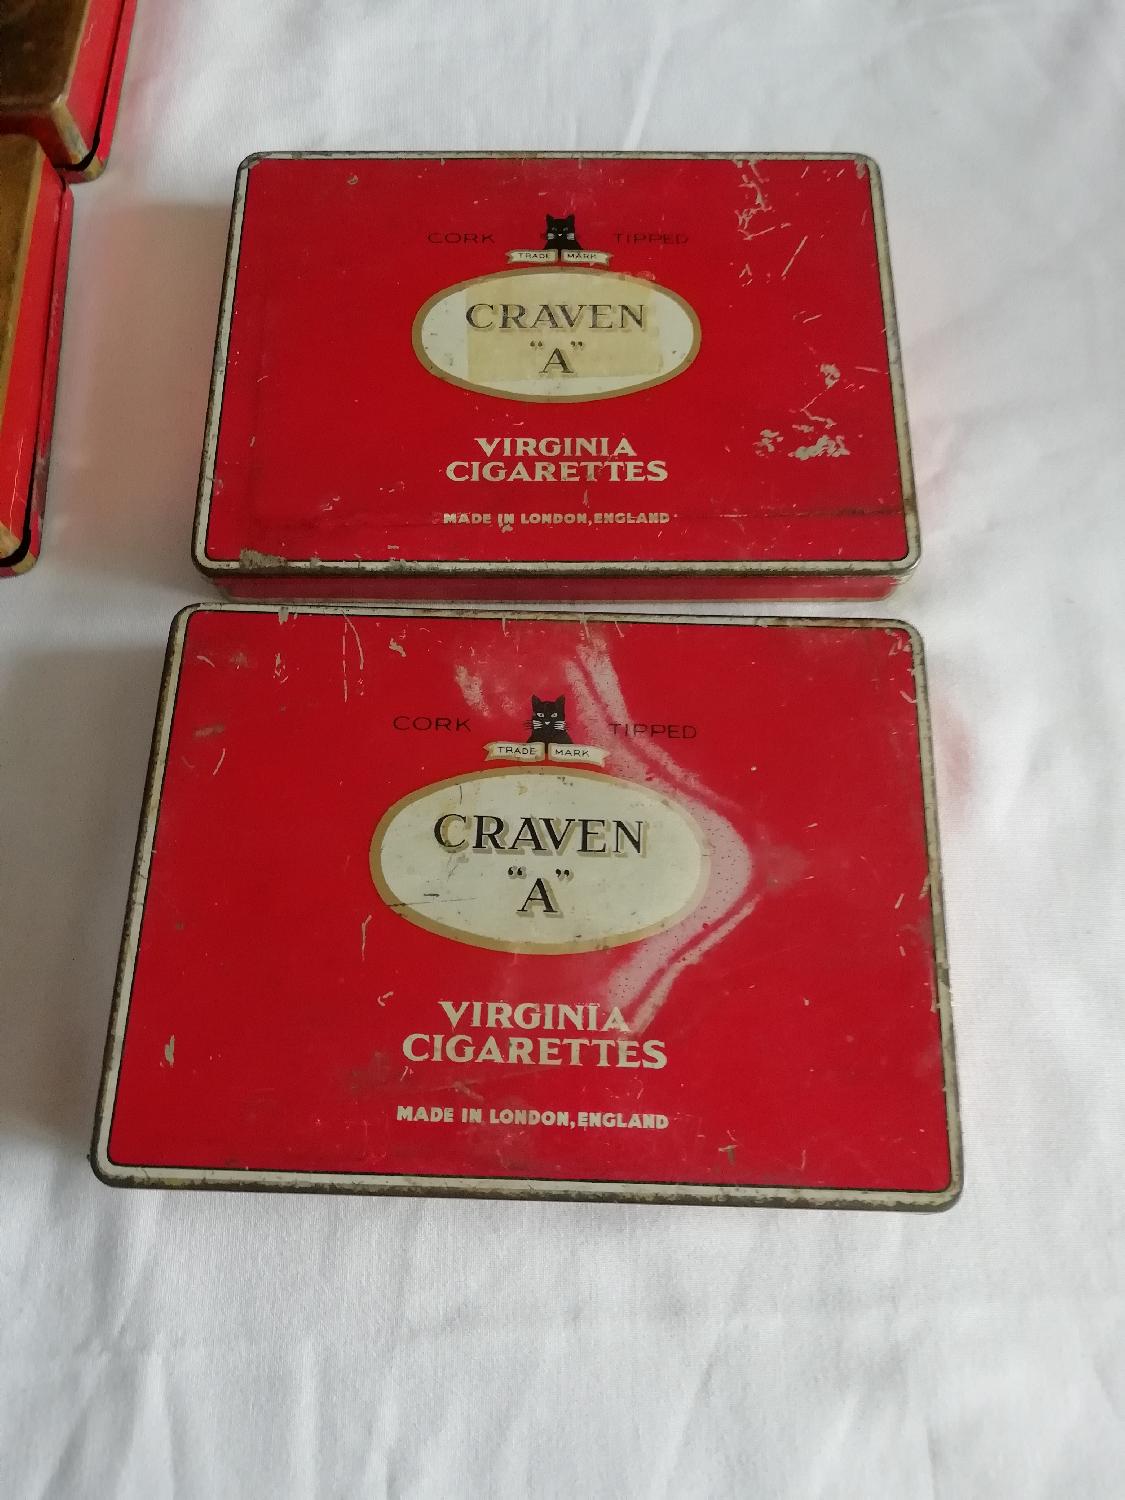 CORK TIPPED
TRADE MARK
CRAVEN
"A"
VIRGINIA
CIGARETTES
MADE IN LONDON, ENGLAND
CORK TIPPED
TRADE MARK
CRAVEN
"A"
VIRGINIA
CIGARETTES
MADE IN LONDON, ENGLAND